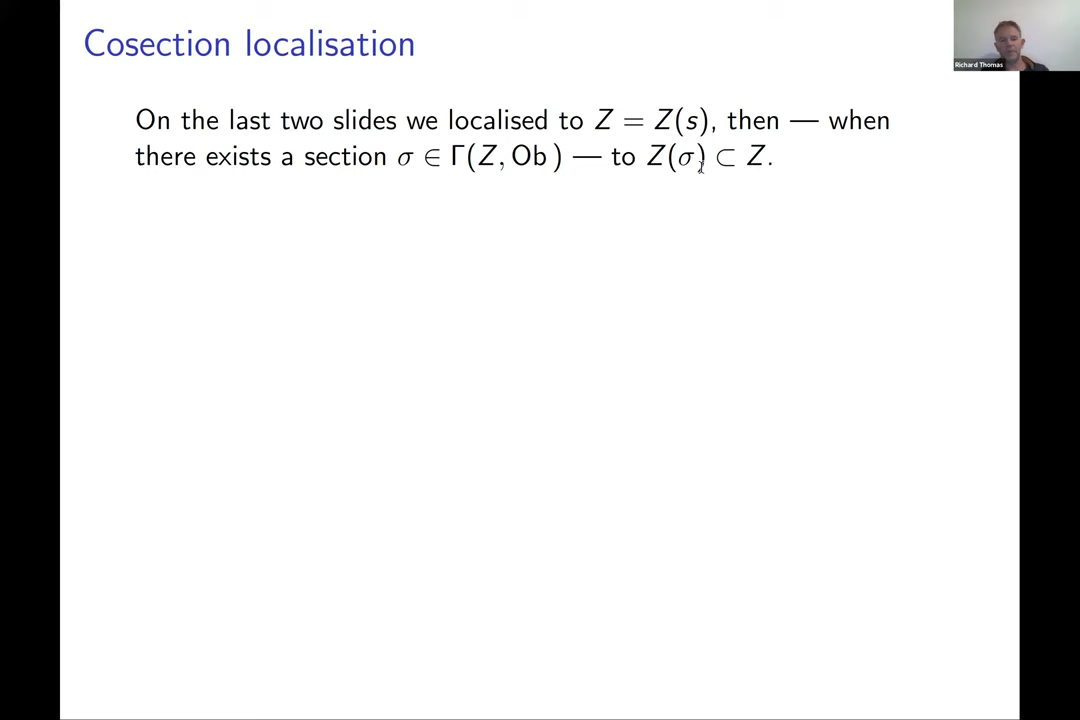 Cosection localisation
Richard Thomas
On the last two slides we localised to Z = Z(s), then — when
there exists a section σ ∈ Γ(Z, Ob ) — to Z(σ) ⊂ Z.